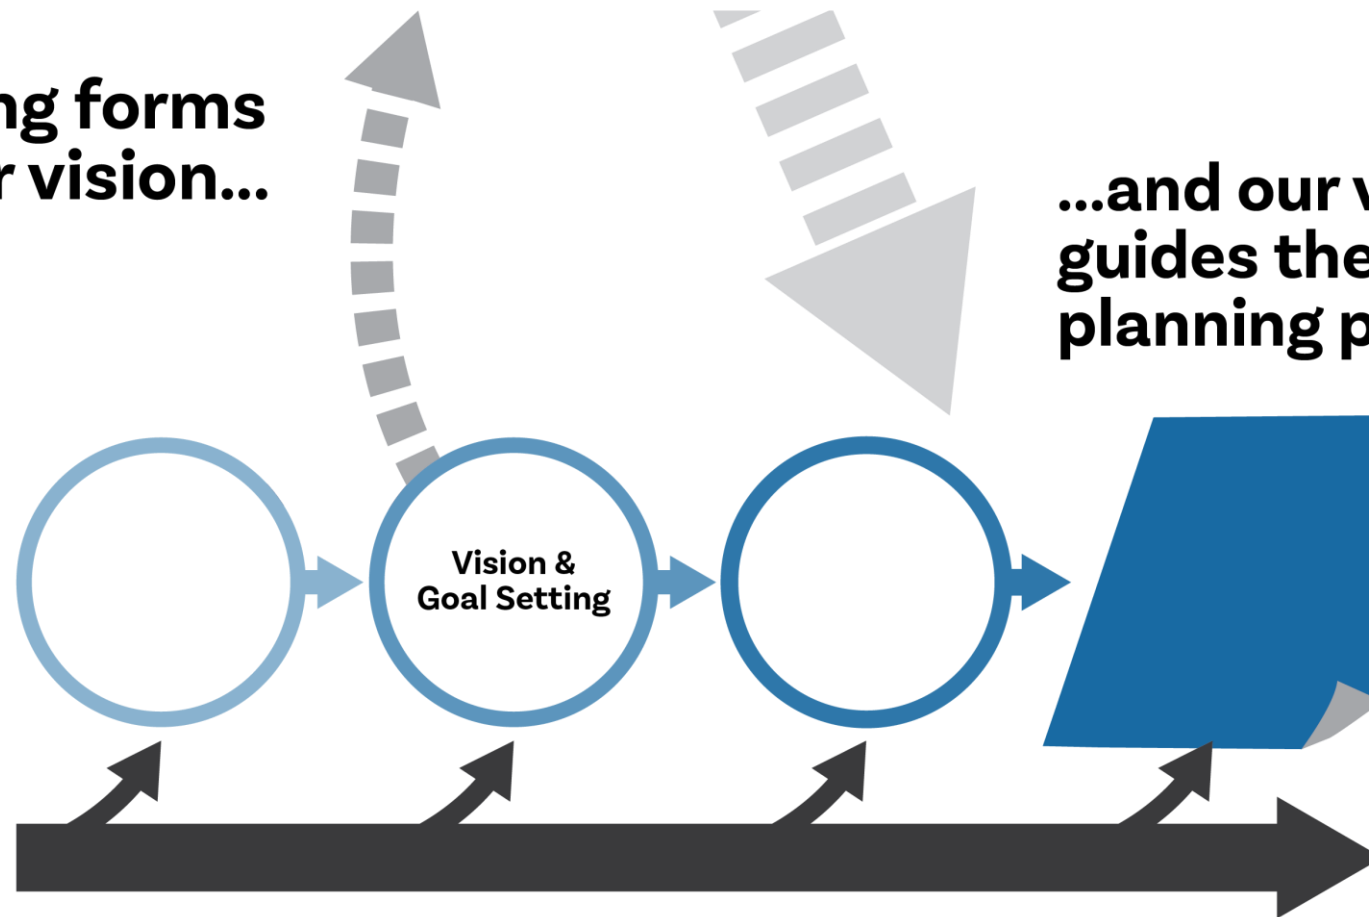 ng forms
r vision...
...and our v
guides the
planning p
Vision &
Goal Setting